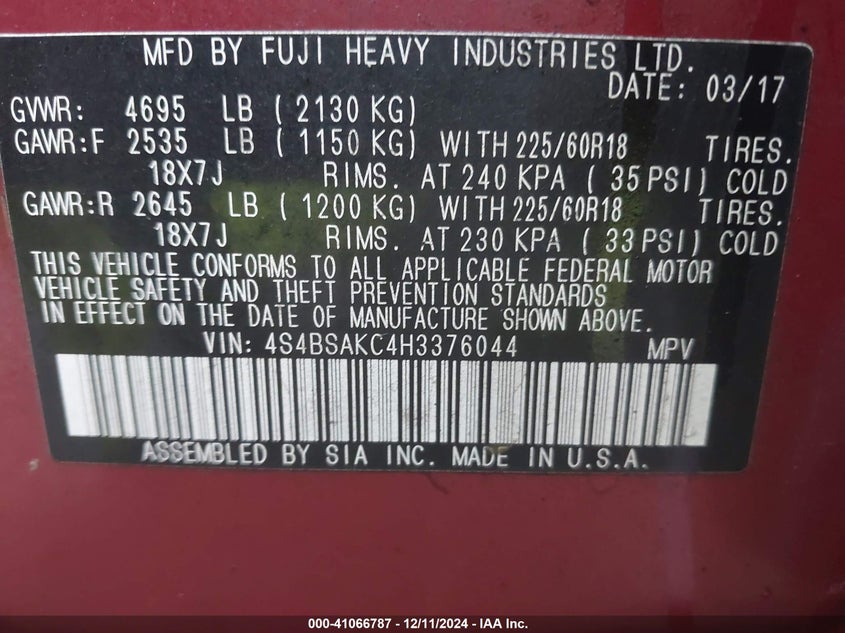 MFD BY FUJI HEAVY INDUSTRIES LTD.
DATE: 03/17
GVWR: 4695 LB ( 2130 KG)
GAWR:F 2535 LB ( 1150 KG) WITH 225/60R18 TIRES.
18X7J RIMS. AT 240 KPA ( 35 PSI) COLD
GAWR:R 2645 LB ( 1200 KG) WITH 225/60R18 TIRES.
18X7J RIMS. AT 230 KPA ( 33 PSI) COLD
THIS VEHICLE CONFORMS TO ALL APPLICABLE FEDERAL MOTOR
VEHICLE SAFETY AND THEFT PREVENTION STANDARDS
IN EFFECT ON THE DATE OF MANUFACTURE SHOWN ABOVE.
VIN: 4S4BSAKC4H3376044 MPV
ASSEMBLED BY SIA INC. MADE IN U.S.A.
000-41066787 - 12/11/2024 - IAA Inc.